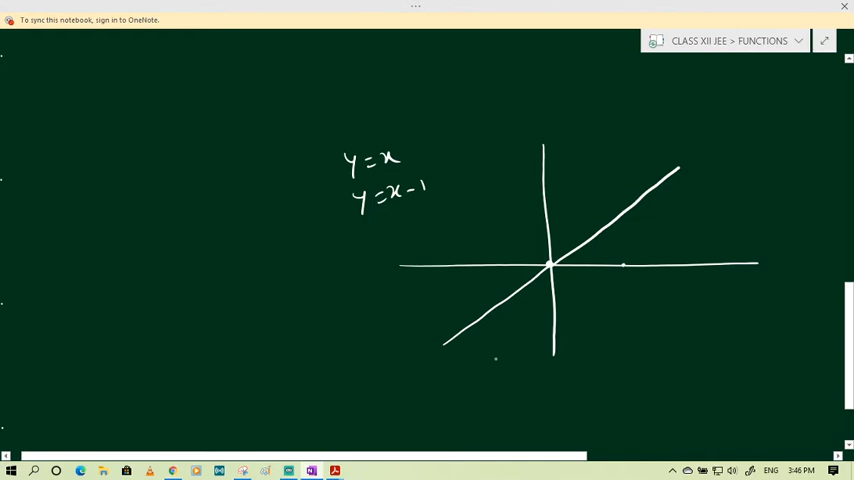 To sync this notebook, sign in to OneNote.
CLASS XII JEE > FUNCTIONS
y = x
y = x - 1
ENG 3:46 PM